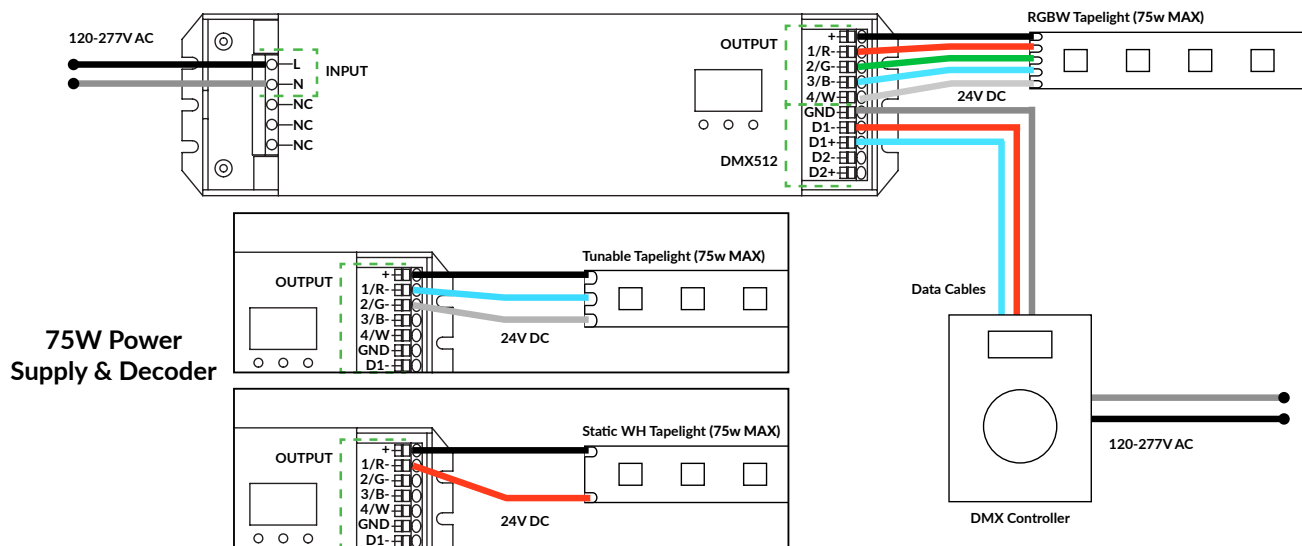 RGBW Tapelight (75w MAX)
120-277V AC
OUTPUT
+
1/R-
2/G-
3/B-
4/W
24V DC
GND
D1-
D1+
D2-
D2+
DMX512
L
INPUT
N
NC
NC
NC
Tunable Tapelight (75w MAX)
OUTPUT
+
1/R-
2/G-
3/B-
4/W
GND
D1-
24V DC
Data Cables
75W Power
Supply & Decoder
Static WH Tapelight (75w MAX)
OUTPUT
+
1/R-
2/G-
3/B-
4/W
GND
D1-
24V DC
120-277V AC
DMX Controller